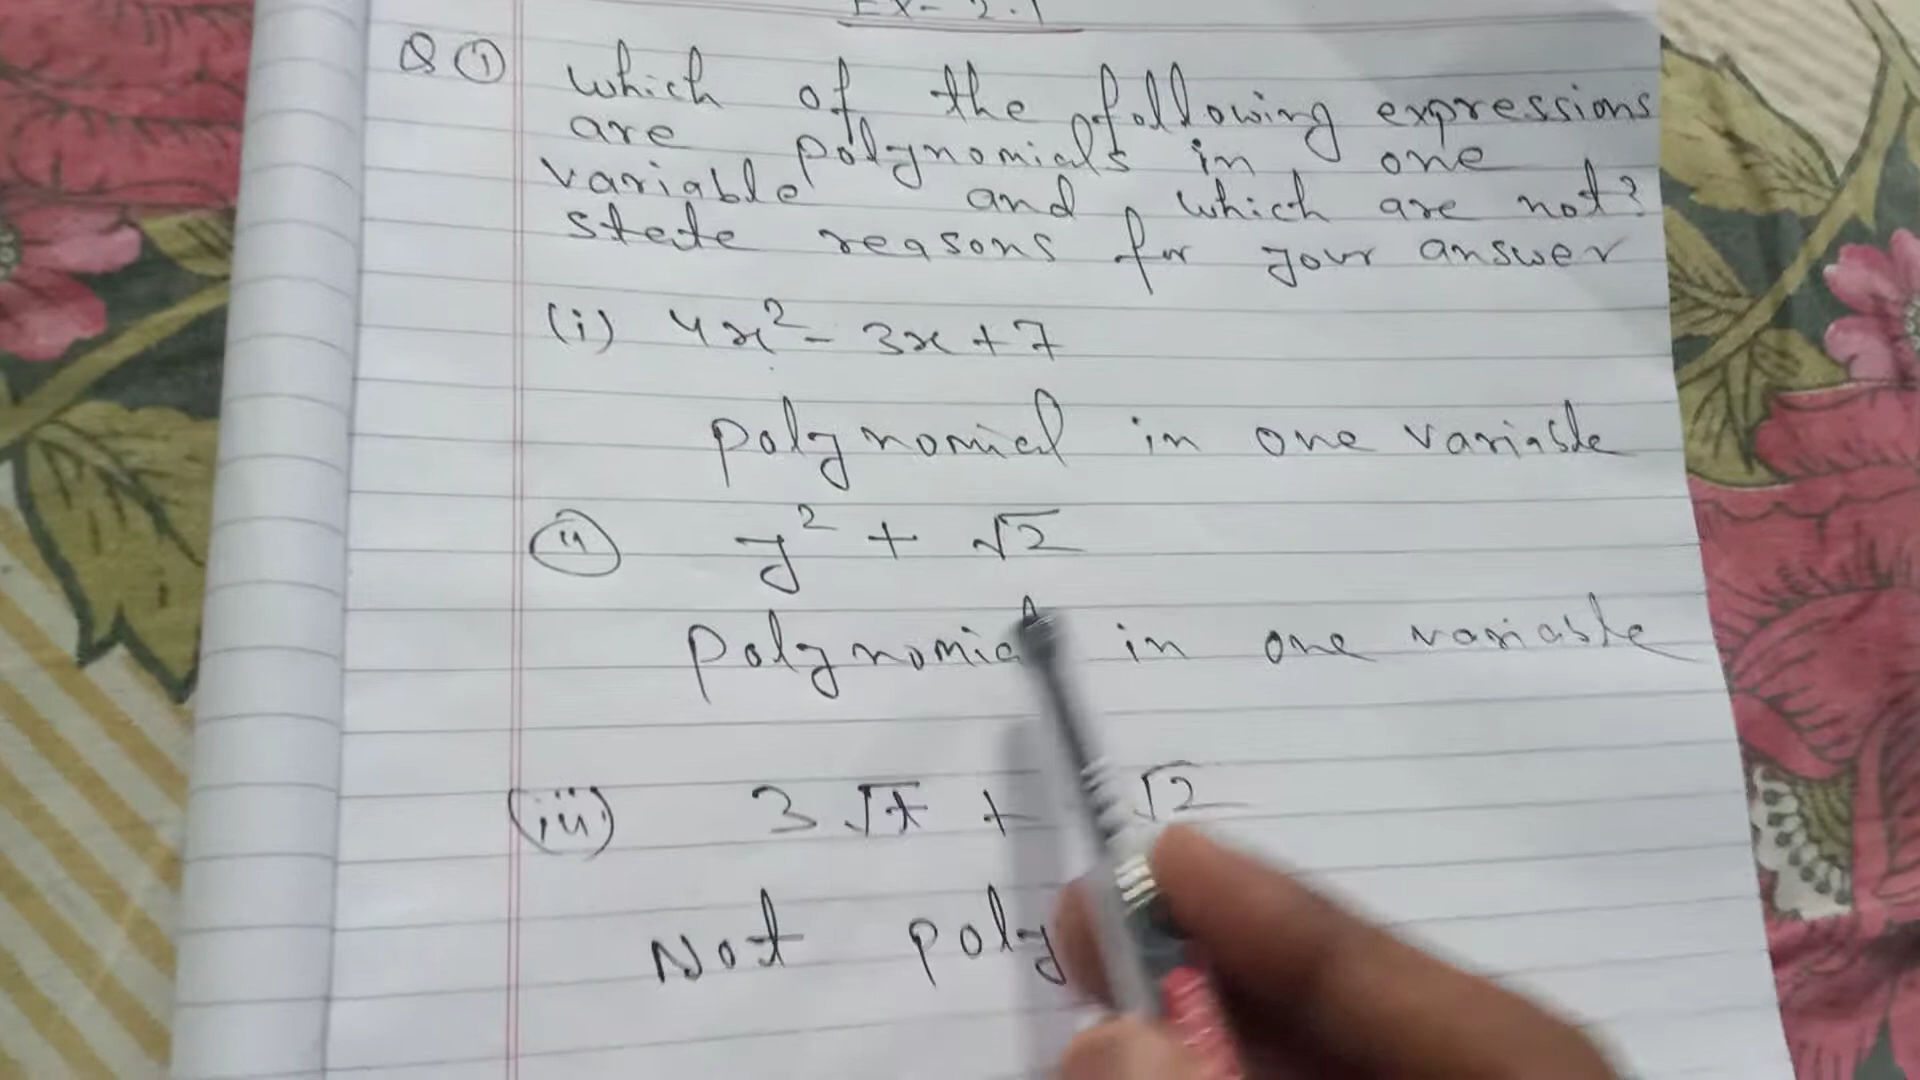 Ex- 2.1
Q ① which of the following expressions
are polynomials in one
variable and which are not?
state reasons for your answer
(i) 4x² - 3x + 7
polynomial in one variable
(ii) y² + √2
polynomial in one variable
(iii) 3 √t + √2
Not poly